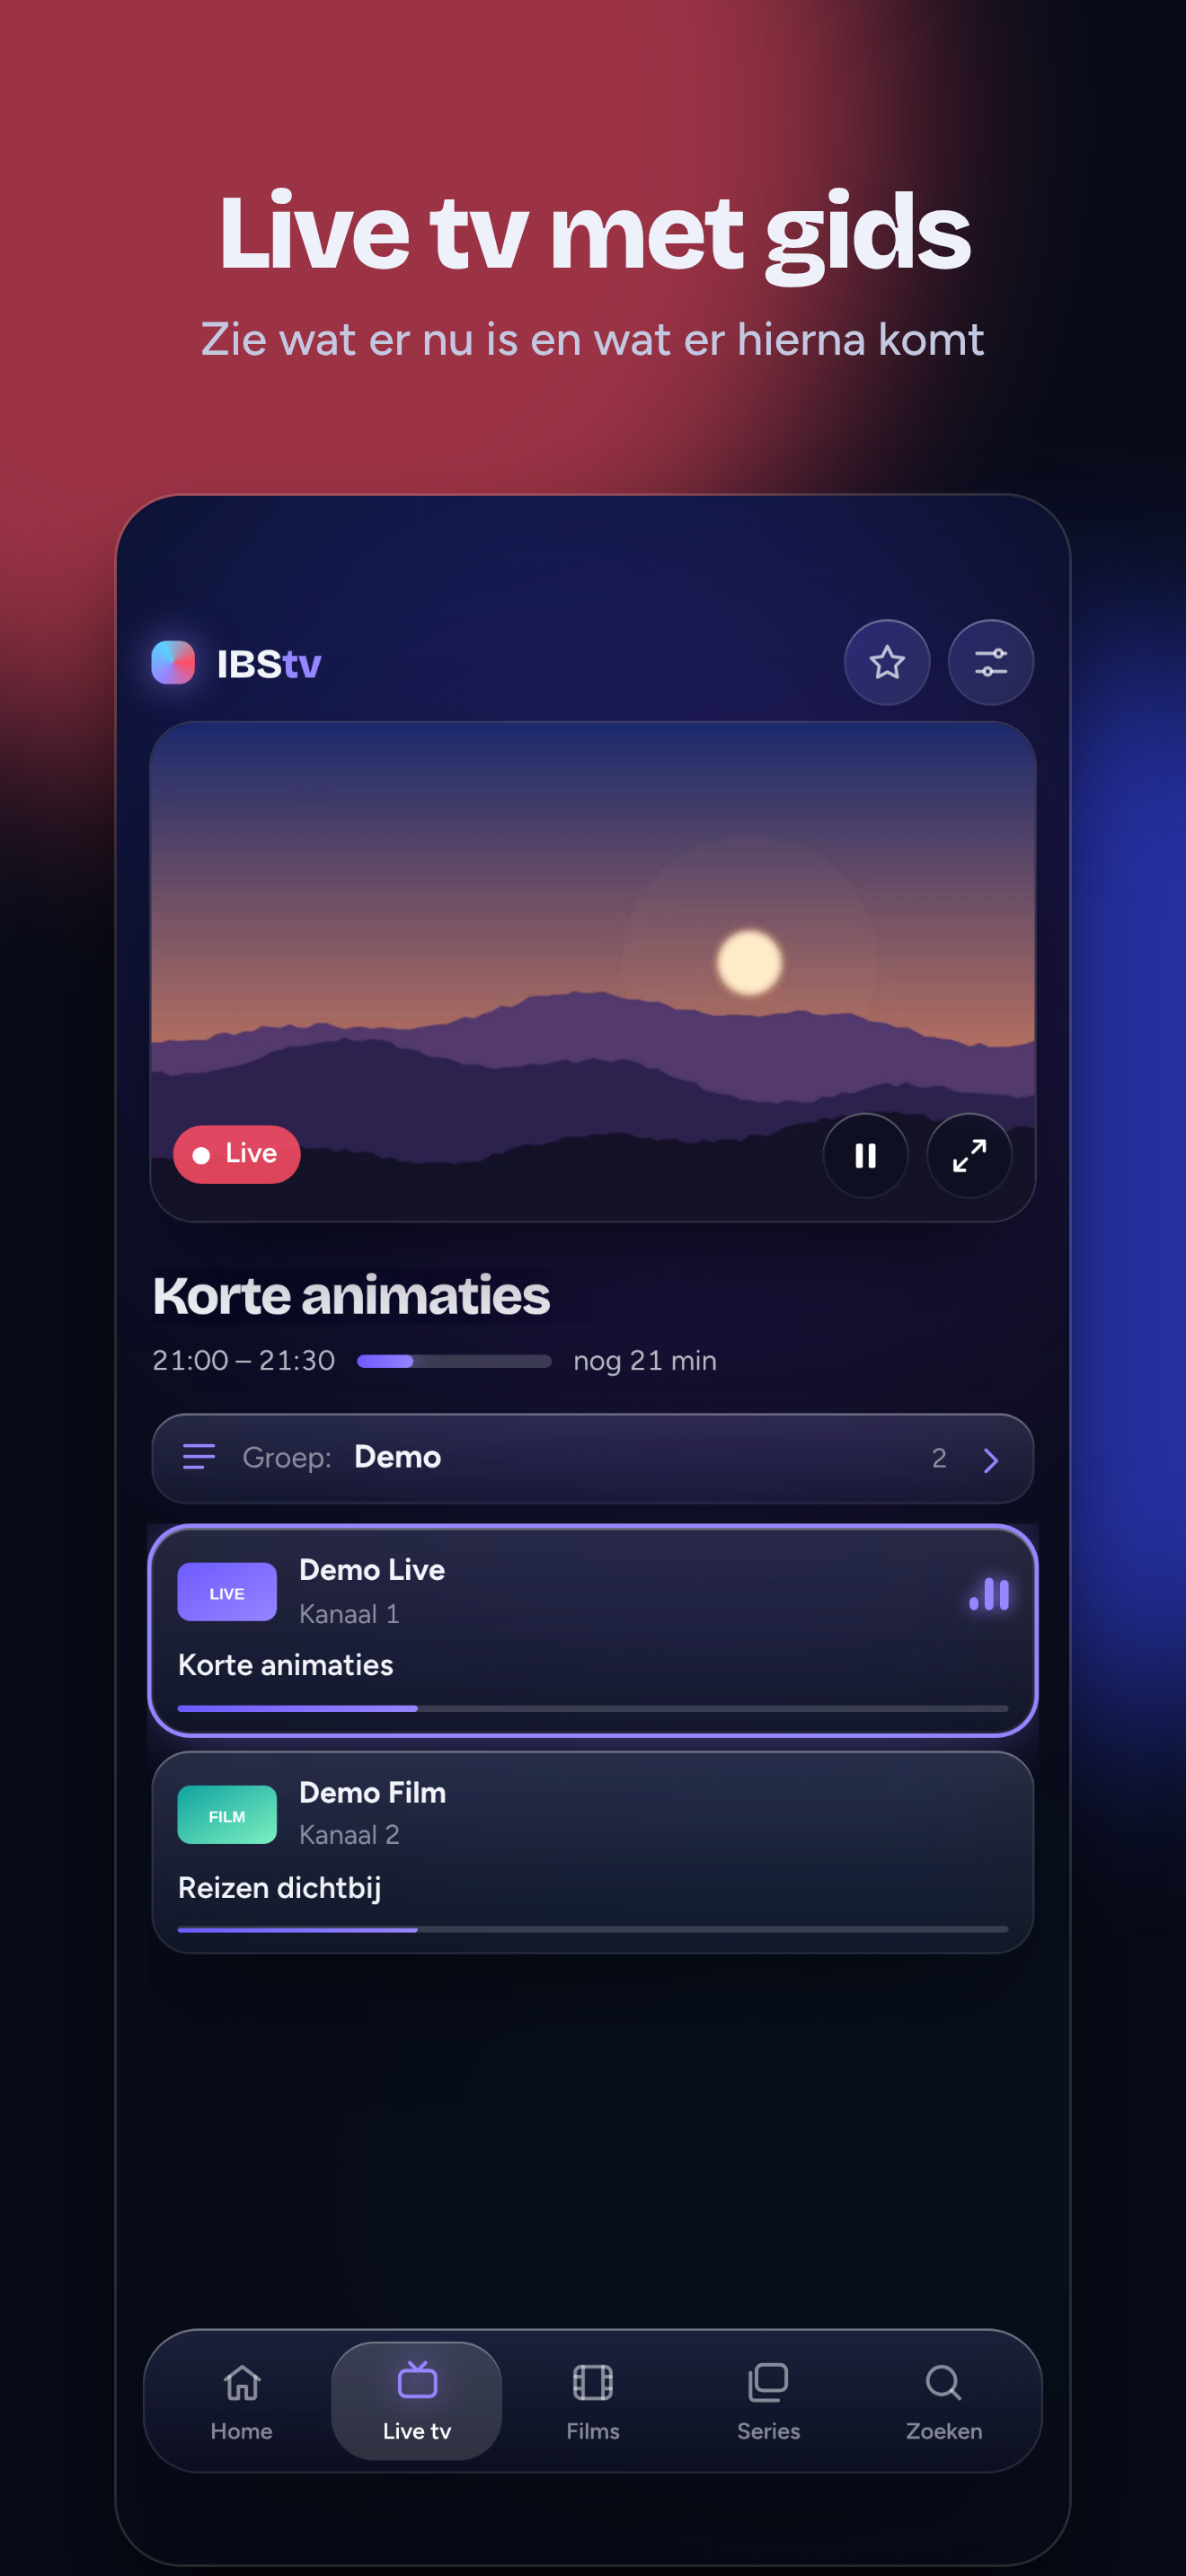 Live tv met gids
Zie wat er nu is en wat er hierna komt
IBStv
Live
Korte animaties
21:00 – 21:30 nog 21 min
Groep: Demo 2
LIVE Demo Live
Kanaal 1
Korte animaties
FILM Demo Film
Kanaal 2
Reizen dichtbij
Home Live tv Films Series Zoeken